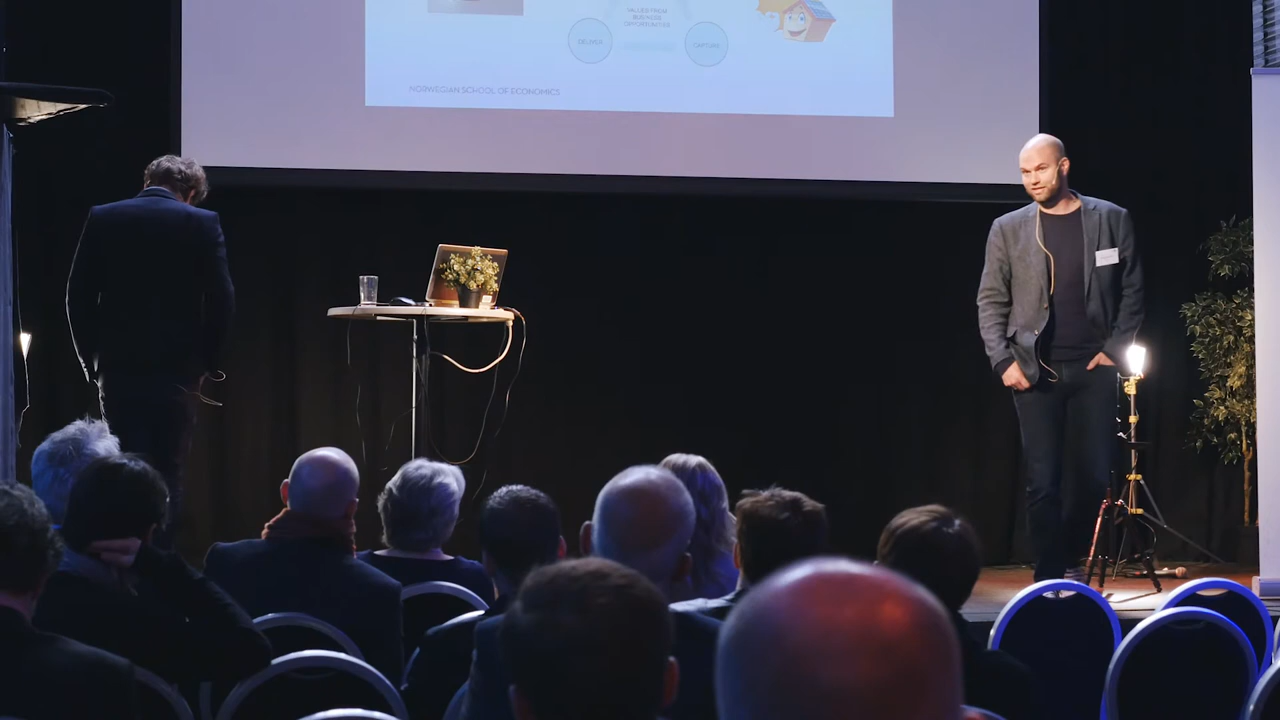 VALUES FROM
BUSINESS
OPPORTUNITIES
DELIVER
CAPTURE
NORWEGIAN SCHOOL OF ECONOMICS